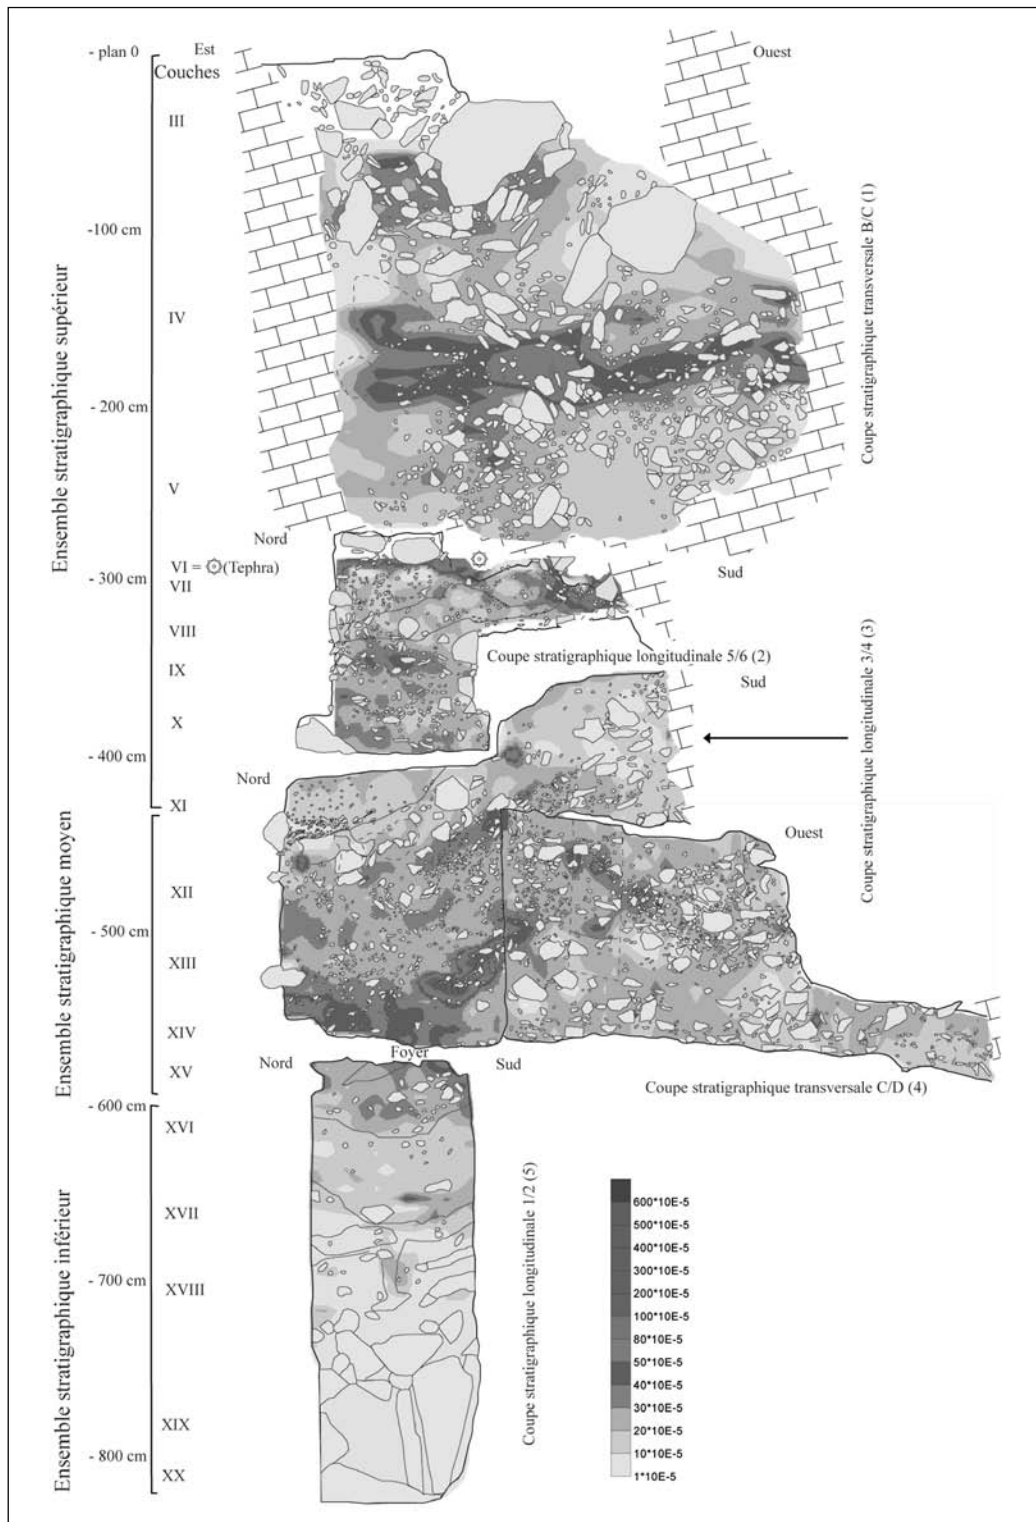 - plan 0
Est
Ouest
Couches
III
-100 cm
IV
- 200 cm
V
Ensemble stratigraphique supérieur
Coupe stratigraphique transversale B/C (1)
Nord
Sud
VI = (Tephra)
- 300 cm
VII
VIII
Coupe stratigraphique longitudinale 5/6 (2)
IX
Sud
X
- 400 cm
Nord
XI
Coupe stratigraphique longitudinale 3/4 (3)
Ouest
Ensemble stratigraphique moyen
XII
- 500 cm
XIII
XIV
Foyer
Nord
Sud
XV
Coupe stratigraphique transversale C/D (4)
- 600 cm
XVI
XVII
- 700 cm
XVIII
XIX
- 800 cm
XX
Ensemble stratigraphique inférieur
Coupe stratigraphique longitudinale 1/2 (5)
600*10E-5
500*10E-5
400*10E-5
300*10E-5
200*10E-5
100*10E-5
80*10E-5
50*10E-5
40*10E-5
30*10E-5
20*10E-5
10*10E-5
1*10E-5